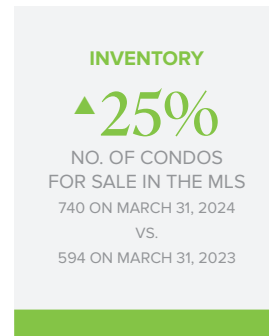 INVENTORY
▲25%
NO. OF CONDOS
FOR SALE IN THE MLS
740 ON MARCH 31, 2024
VS.
594 ON MARCH 31, 2023